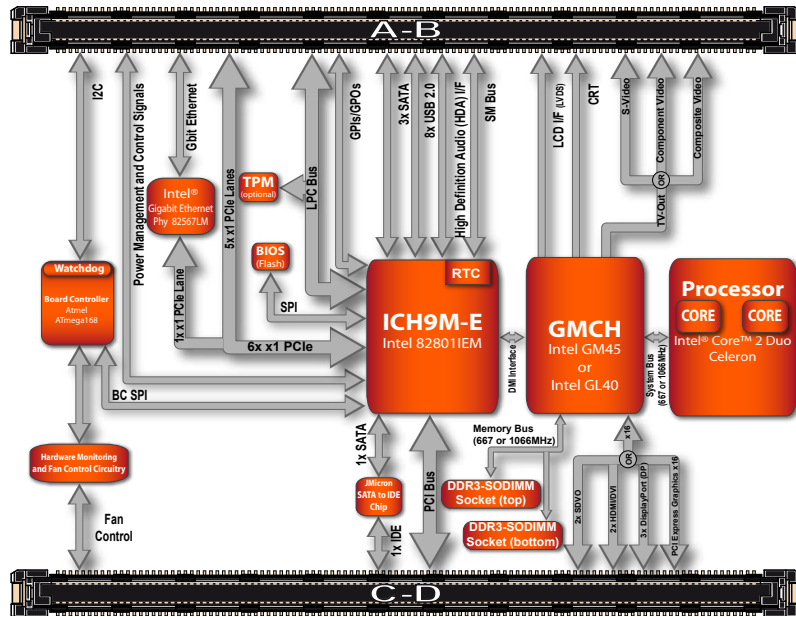 A-B
I2C
Power Management and Control Signals
Gbit Ethernet
5x x1 PCIe Lanes
LPC Bus
GPIs/GPOs
3x SATA
8x USB 2.0
High Definition Audio (HDA) I/F
SM Bus
LCD I/F (LVDS)
CRT
S-Video
Component Video
Composite Video
OR
TV-Out
Intel®
Gigabit Ethernet
Phy 82567LM
TPM
(optional)
BIOS
(Flash)
SPI
Watchdog
Board Controller
Atmel
ATmega168
1x x1 PCIe Lane
6x x1 PCIe
BC SPI
RTC
ICH9M-E
Intel 82801IEM
DMI Interface
GMCH
Intel GM45
or
Intel GL40
System Bus
(667 or 1066MHz)
Processor
CORE
CORE
Intel® Core™ 2 Duo
Celeron
Hardware Monitoring
and Fan Control Circuitry
Fan
Control
1x SATA
JMicron
SATA to IDE
Chip
1x IDE
PCI Bus
Memory Bus
(667 or 1066MHz)
DDR3-SODIMM
Socket (top)
DDR3-SODIMM
Socket (bottom)
x16
OR
2x SDVO
2x HDMI/DVI
3x DisplayPort (DP)
PCI Express Graphics x16
C-D